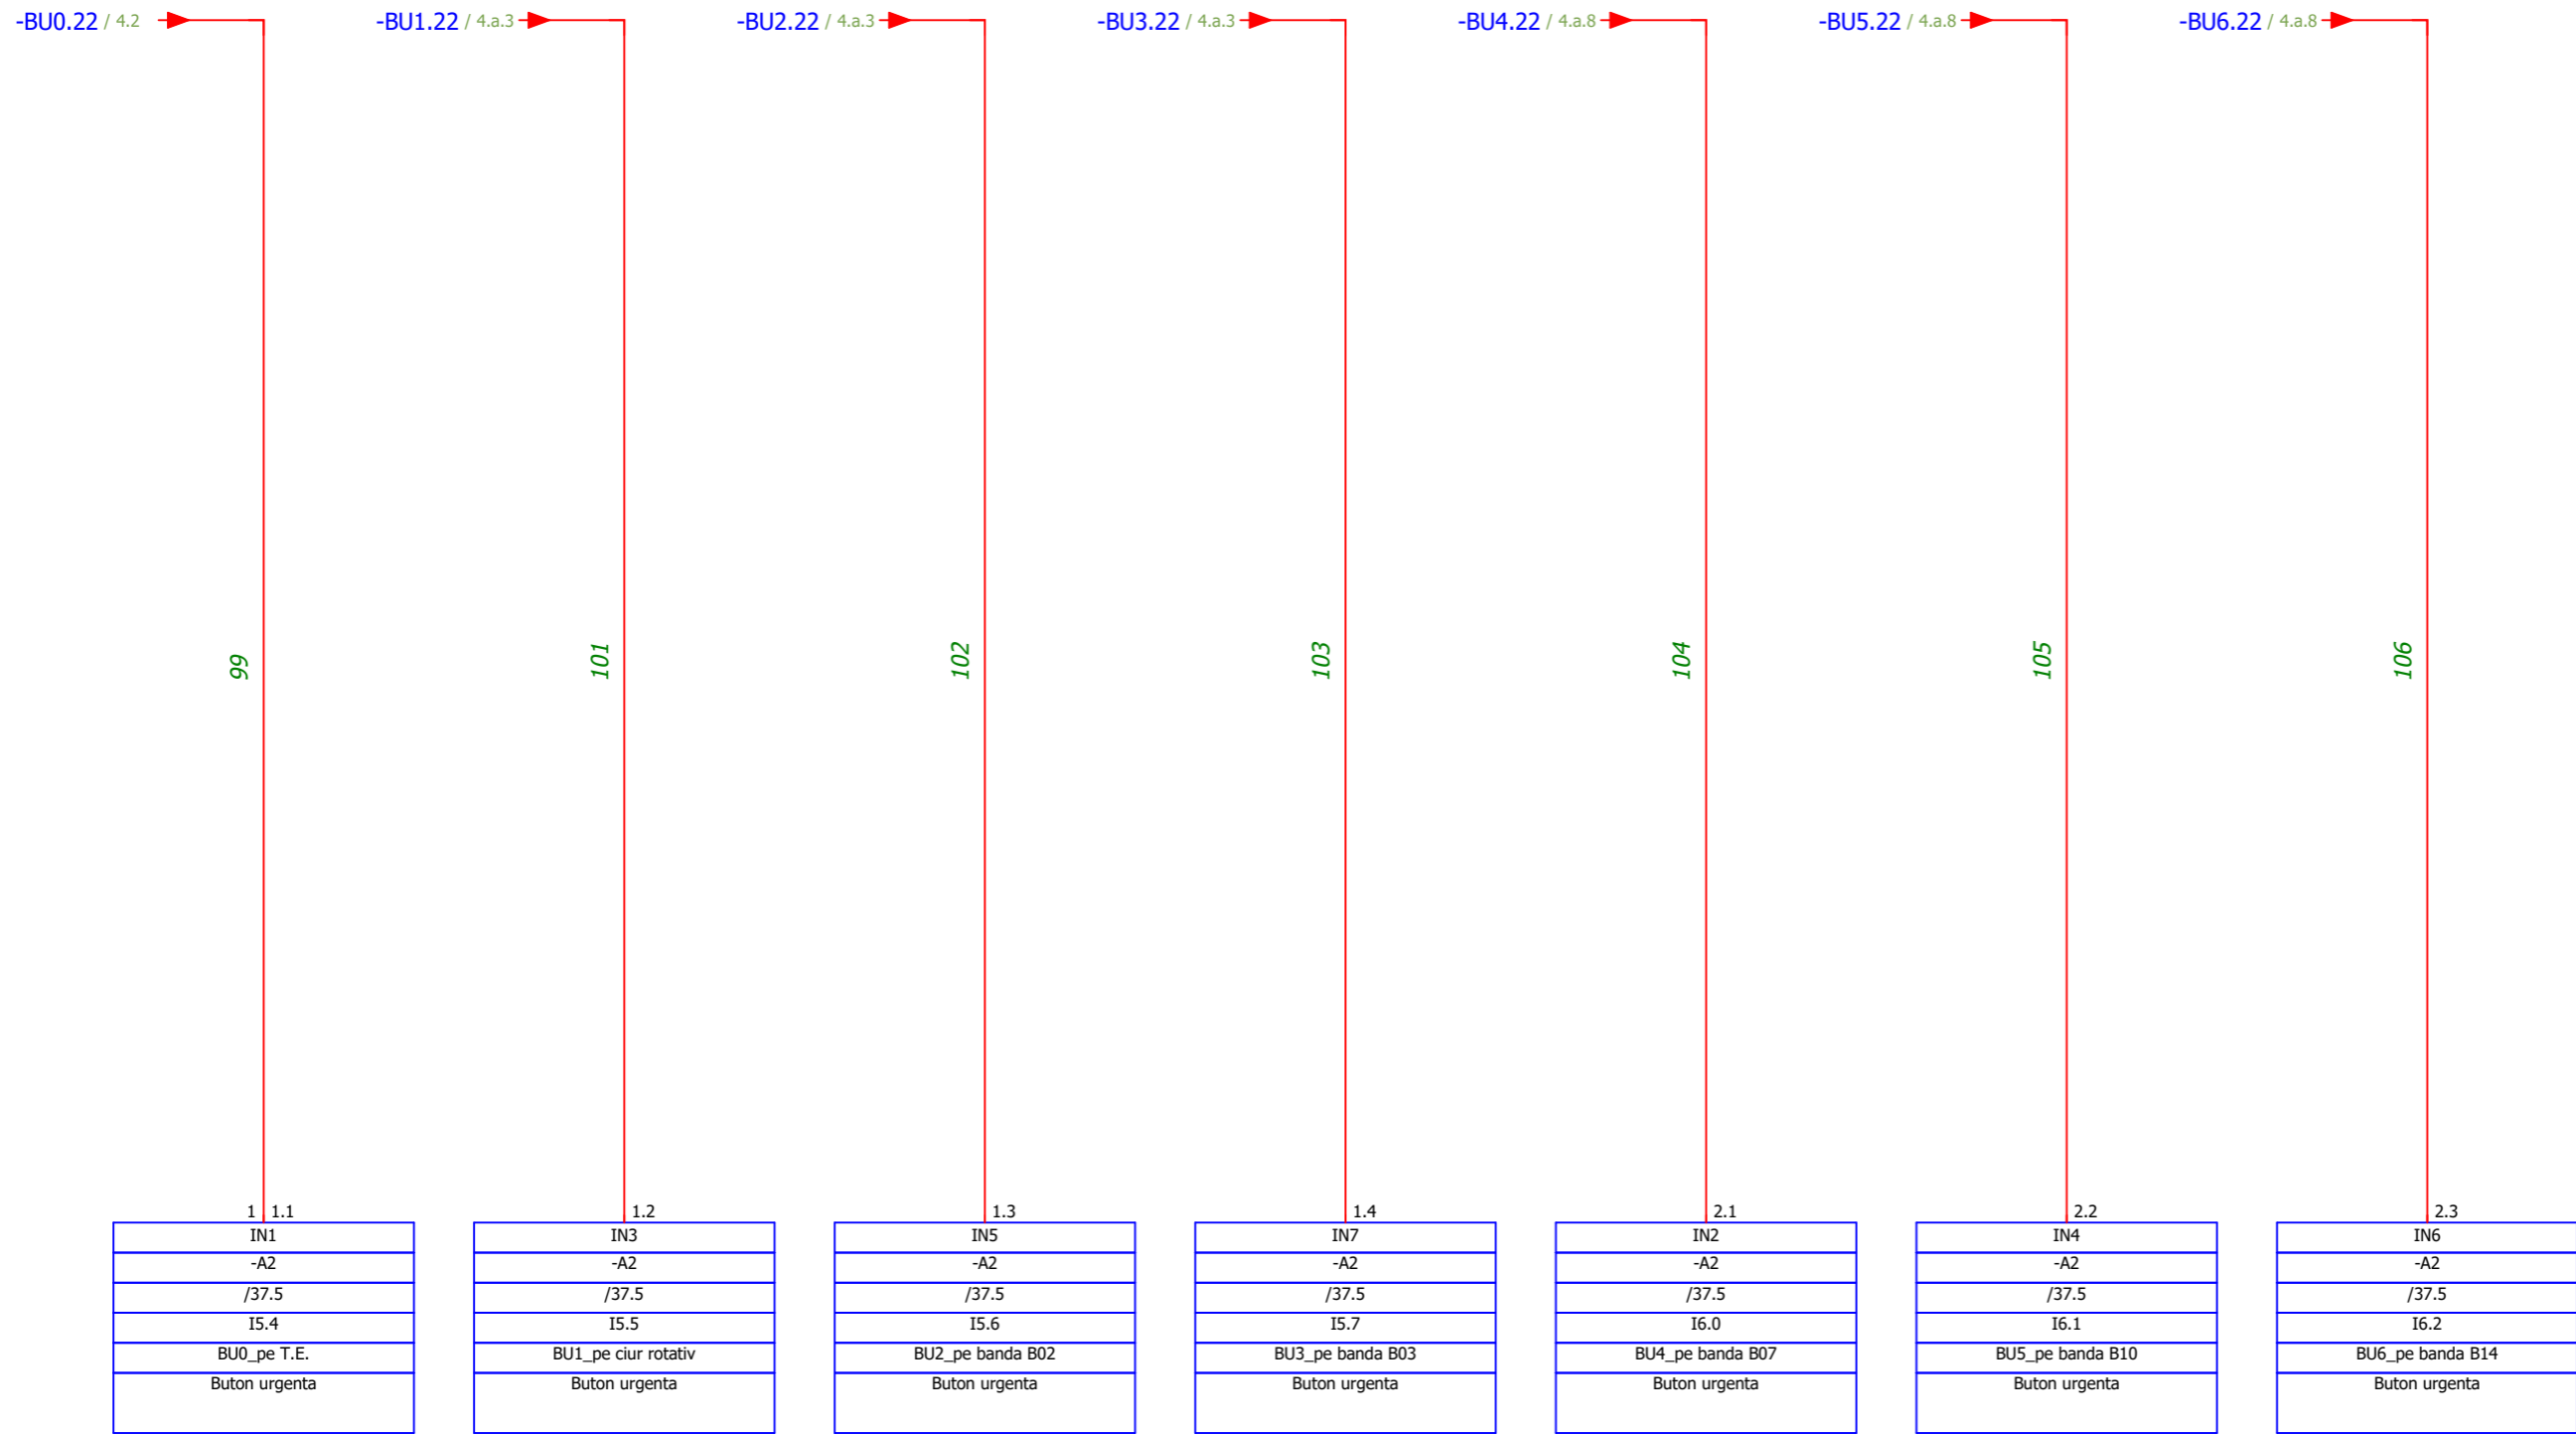 -BU0.22 / 4.2 -BU1.22 / 4.a.3 -BU2.22 / 4.a.3 -BU3.22 / 4.a.3 -BU4.22 / 4.a.8 -BU5.22 / 4.a.8 -BU6.22 / 4.a.8
99 101 102 103 104 105 106
1 1.1 1.2 1.3 1.4 2.1 2.2 2.3
IN1 IN3 IN5 IN7 IN2 IN4 IN6
-A2 -A2 -A2 -A2 -A2 -A2 -A2
/37.5 /37.5 /37.5 /37.5 /37.5 /37.5 /37.5
I5.4 I5.5 I5.6 I5.7 I6.0 I6.1 I6.2
BU0_pe T.E. BU1_pe ciur rotativ BU2_pe banda B02 BU3_pe banda B03 BU4_pe banda B07 BU5_pe banda B10 BU6_pe banda B14
Buton urgenta Buton urgenta Buton urgenta Buton urgenta Buton urgenta Buton urgenta Buton urgenta